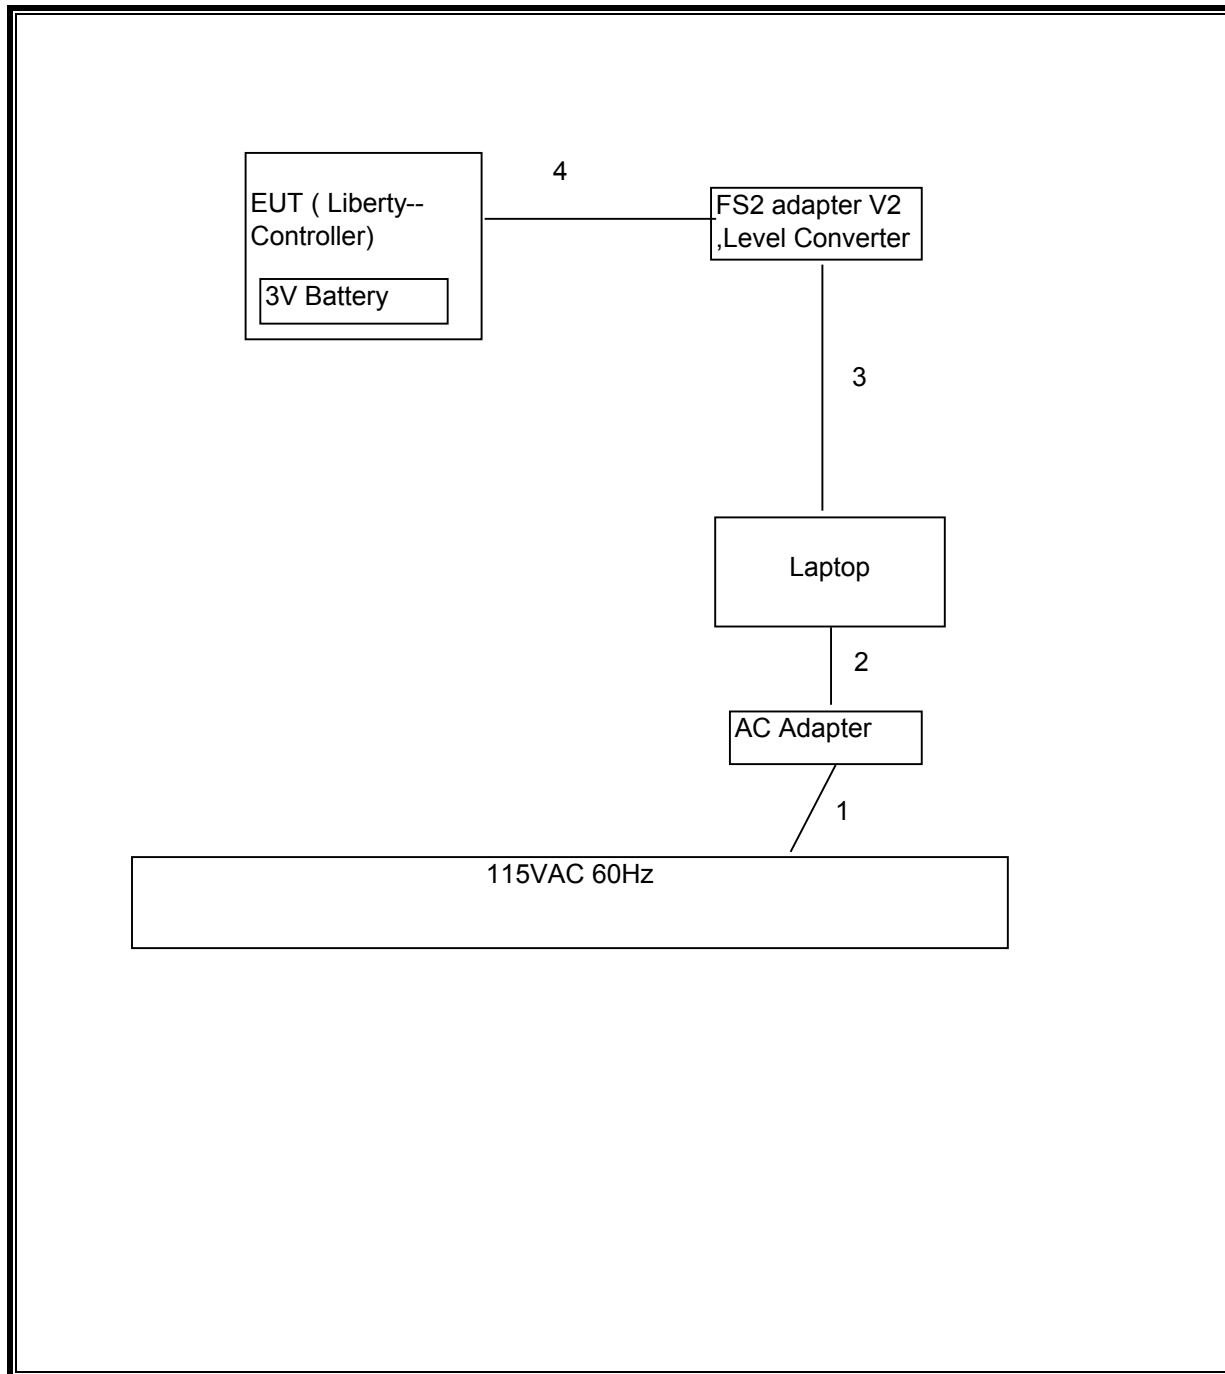 4
EUT ( Liberty--
Controller)
3V Battery
FS2 adapter V2
,Level Converter
3
Laptop
2
AC Adapter
1
115VAC 60Hz